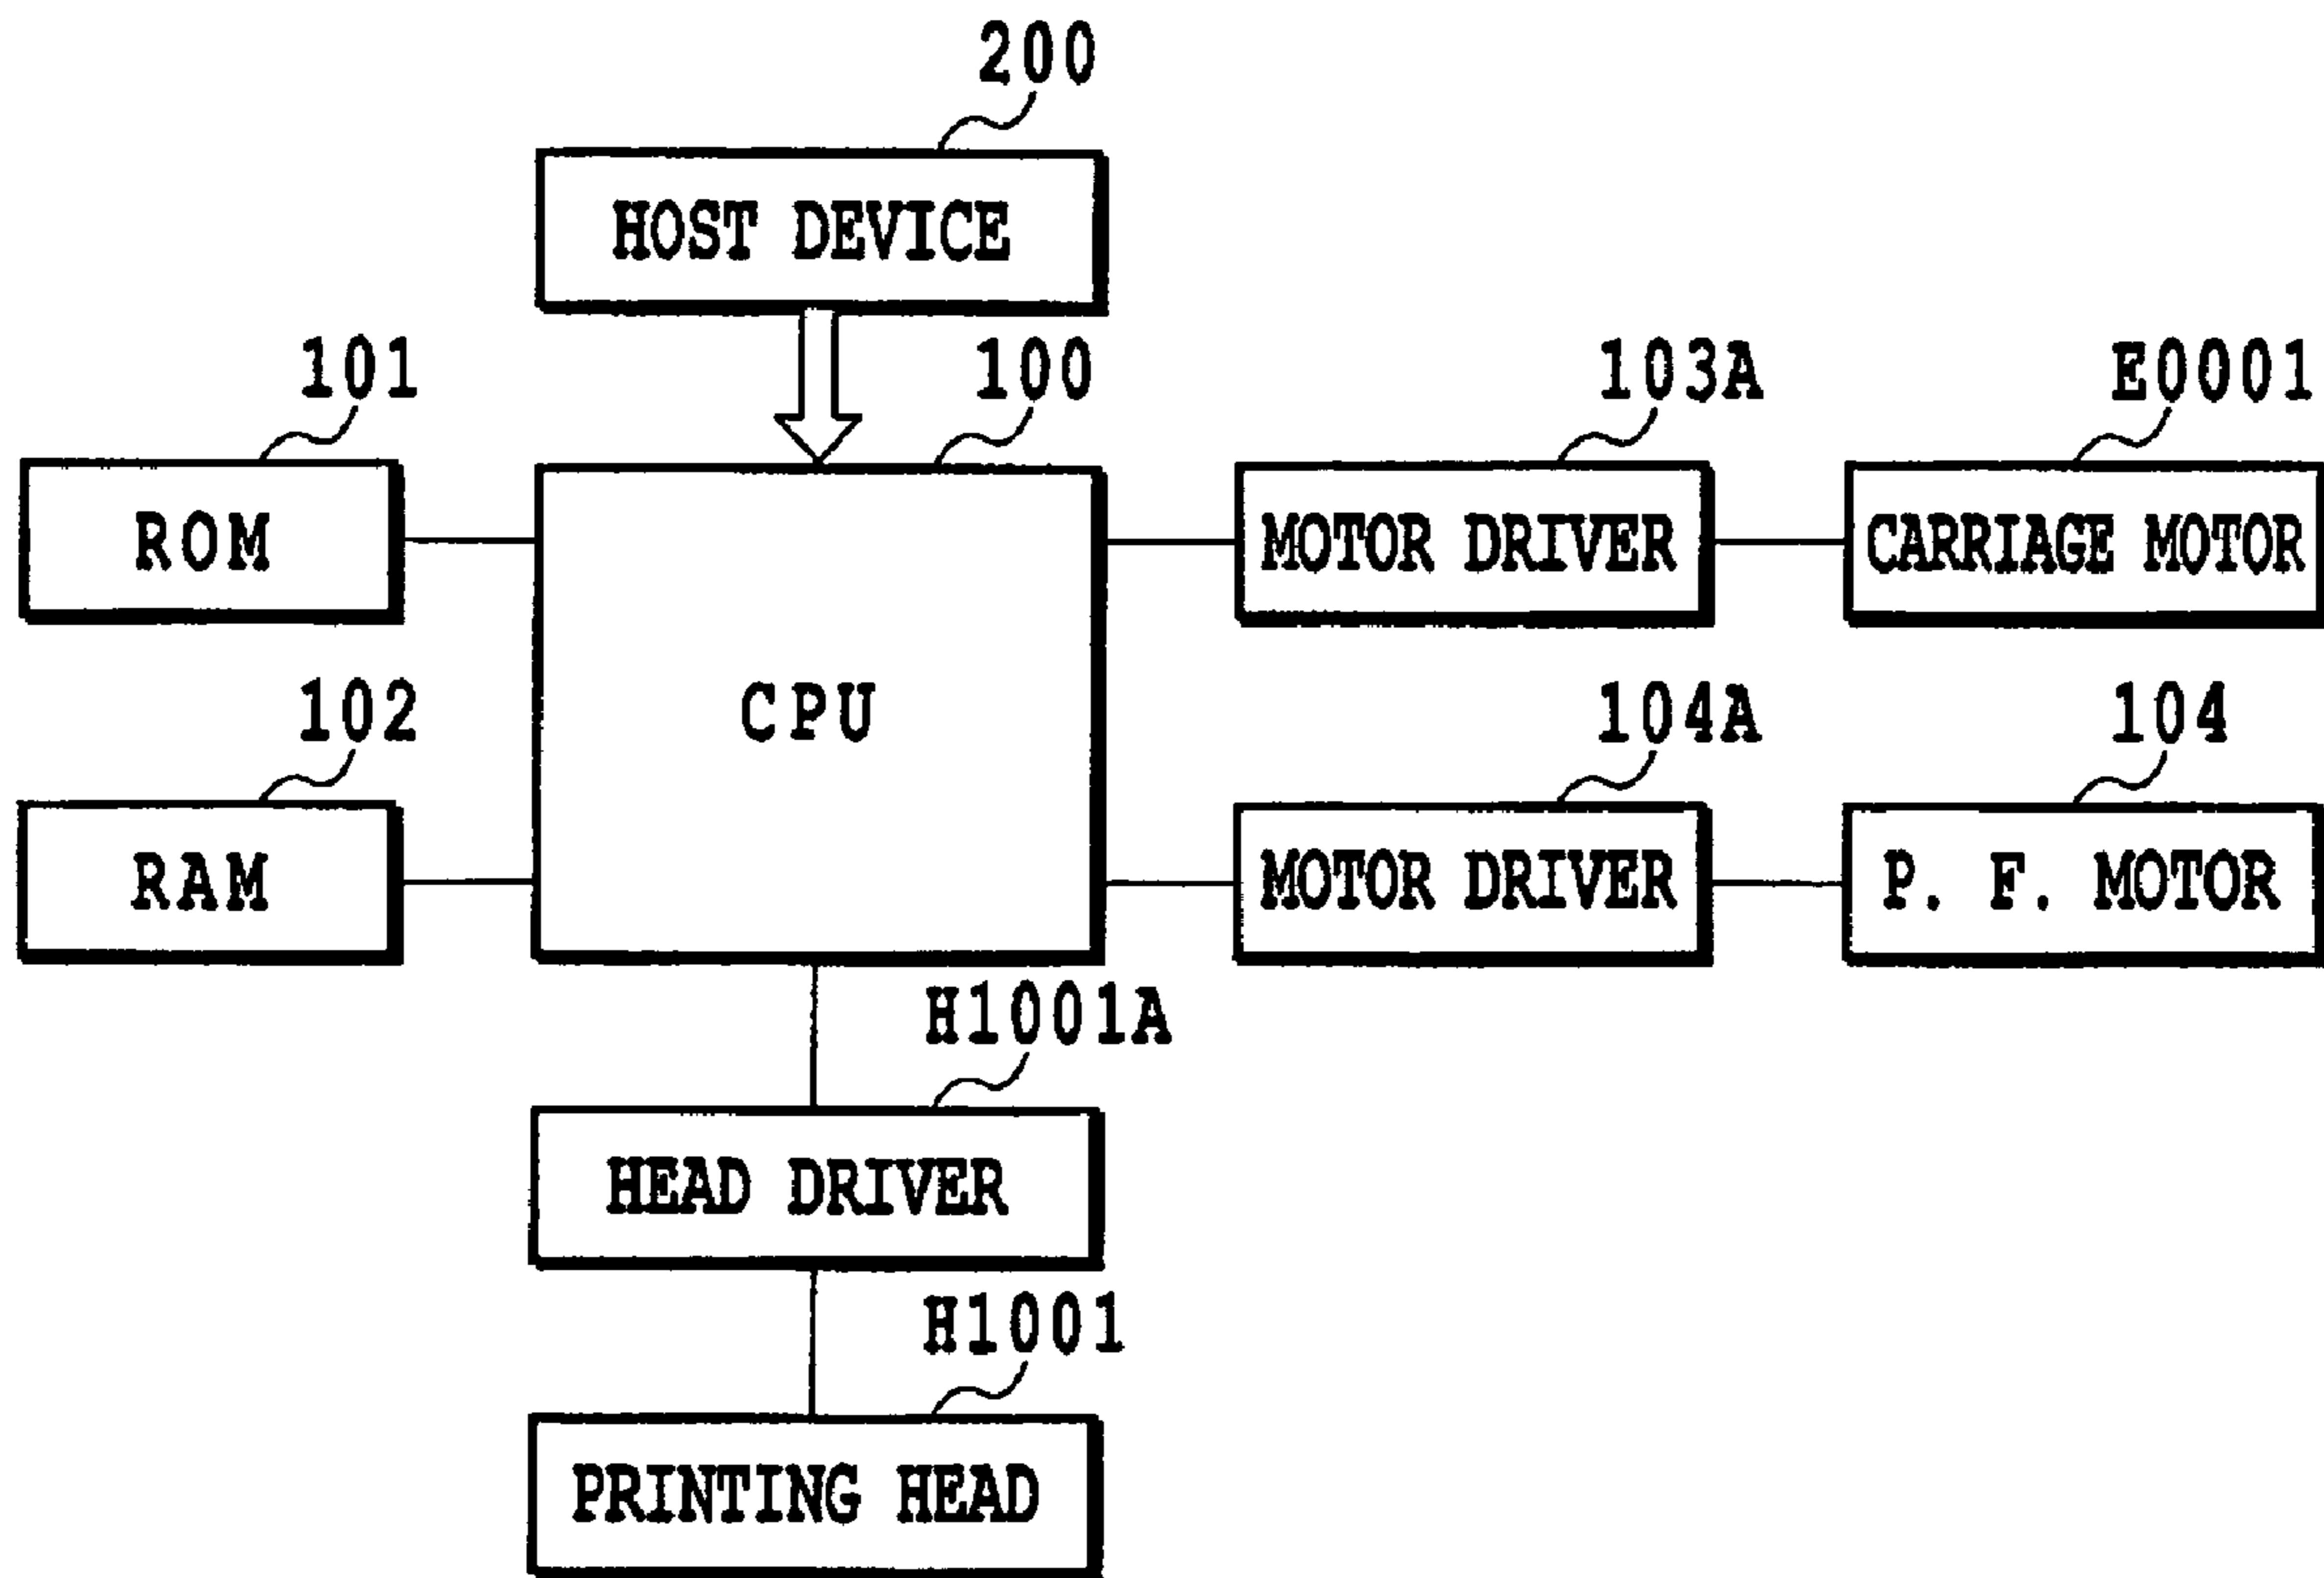 200
HOST DEVICE
101
100
103A
E0001
ROM
MOTOR DRIVER
CARRIAGE MOTOR
102
CPU
104A
104
RAM
MOTOR DRIVER
P. F. MOTOR
H1001A
HEAD DRIVER
H1001
PRINTING HEAD